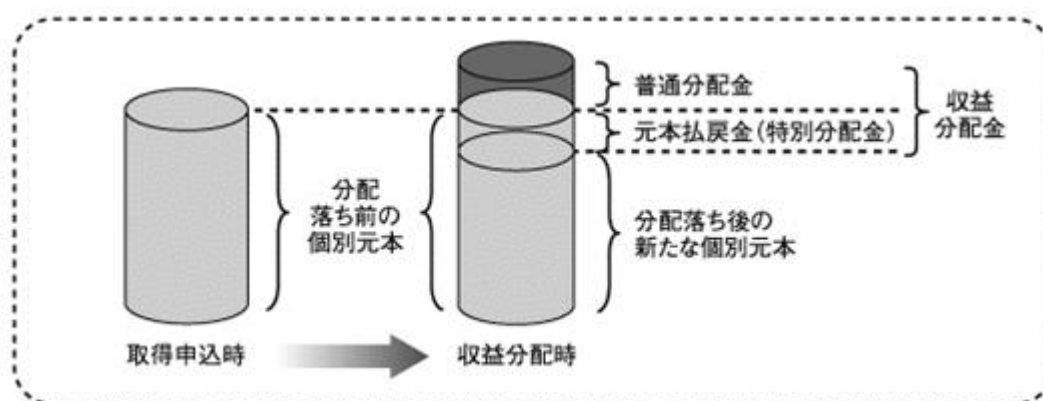 普通分配金
収益
分配金
元本払戻金(特別分配金)
分配
落ち前の
個別元本
分配落ち後の
新たな個別元本
取得申込時
収益分配時